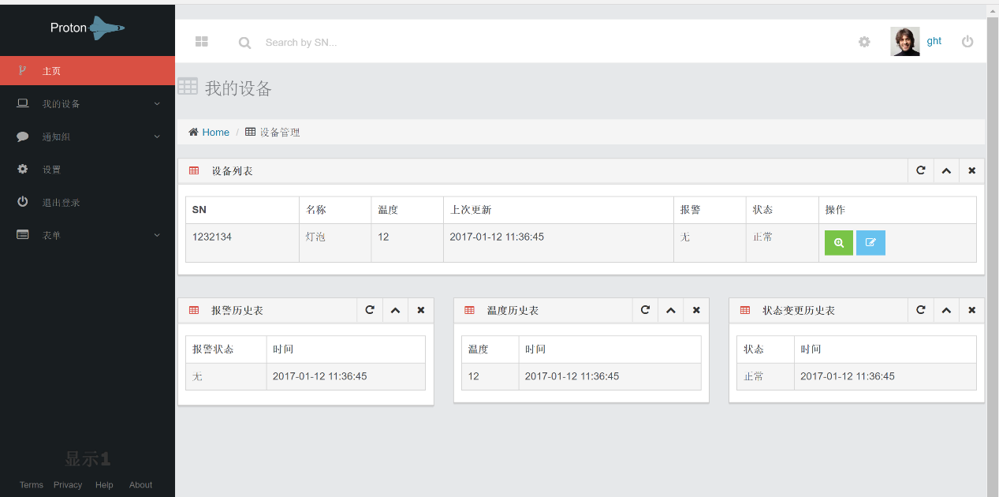 Proton
主页
我的设备
通知组
设置
退出登录
表单
显示1
Terms Privacy Help About
Search by SN...
ght
我的设备
Home / 设备管理
设备列表
SN 名称 温度 上次更新 报警 状态 操作
1232134 灯泡 12 2017-01-12 11:36:45 无 正常
报警历史表
报警状态 时间
无 2017-01-12 11:36:45
温度历史表
温度 时间
12 2017-01-12 11:36:45
状态变更历史表
状态 时间
正常 2017-01-12 11:36:45